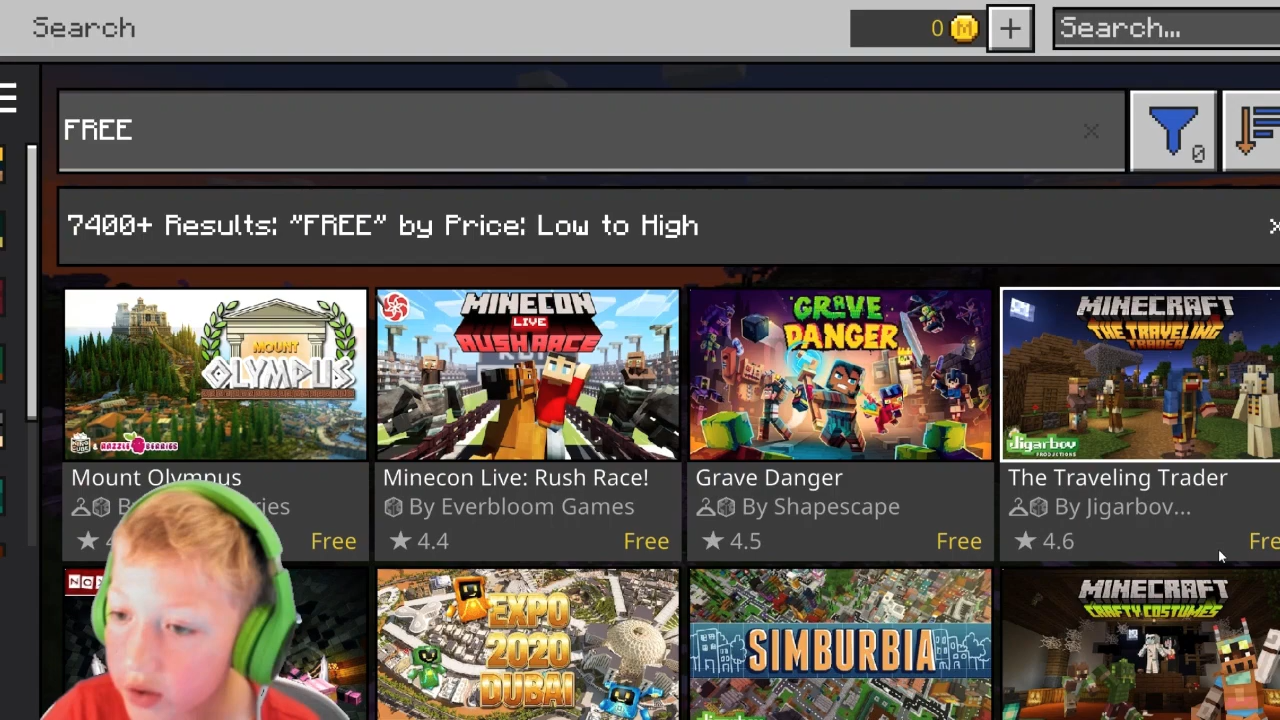 Search
0
Search...
FREE
0
7400+ Results: "FREE" by Price: Low to High
MOUNT
OLYMPUS
RAZZLEBERRIES
Mount Olympus
Free
MINECON
LIVE
RUSH RACE
Minecon Live: Rush Race!
By Everbloom Games
4.4
Free
GRAVE
DANGER
Grave Danger
By Shapescape
4.5
Free
MINECRAFT
THE TRAVELING
TRADER
Jigarbov
PRODUCTIONS
The Traveling Trader
By Jigarbov...
4.6
EXPO
2020
DUBAI
SIMBURBIA
MINECRAFT
CRAFTY COSTUMES